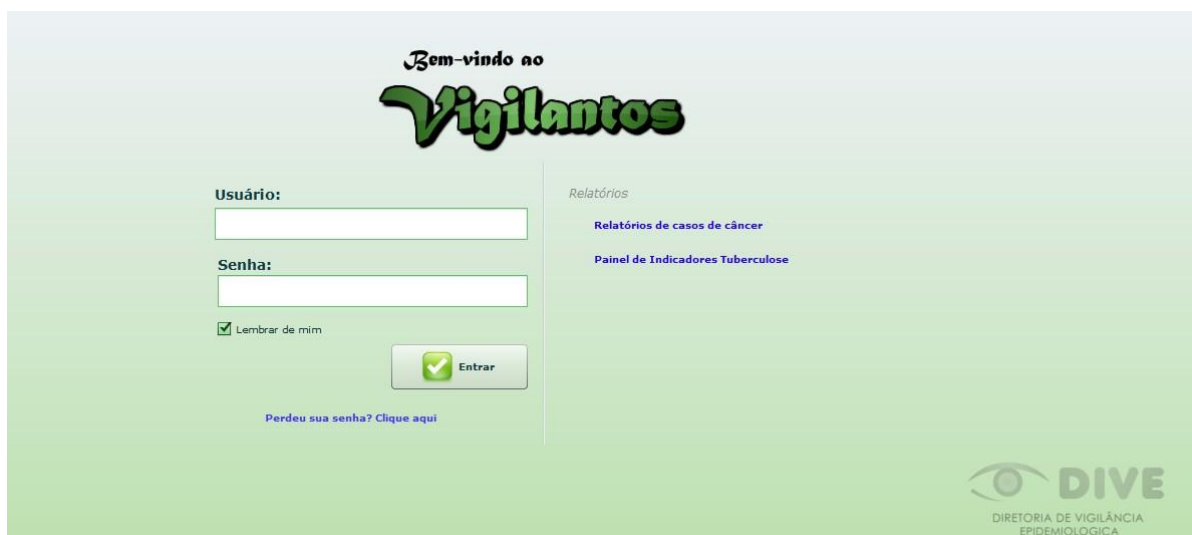 Bem-vindo ao
Vigilantos
Usuário:
Senha:
Lembrar de mim
Entrar
Perdeu sua senha? Clique aqui
Relatórios
Relatórios de casos de câncer
Painel de Indicadores Tuberculose
DIVE
DIRETORIA DE VIGILÂNCIA
EPIDEMIOLOGICA